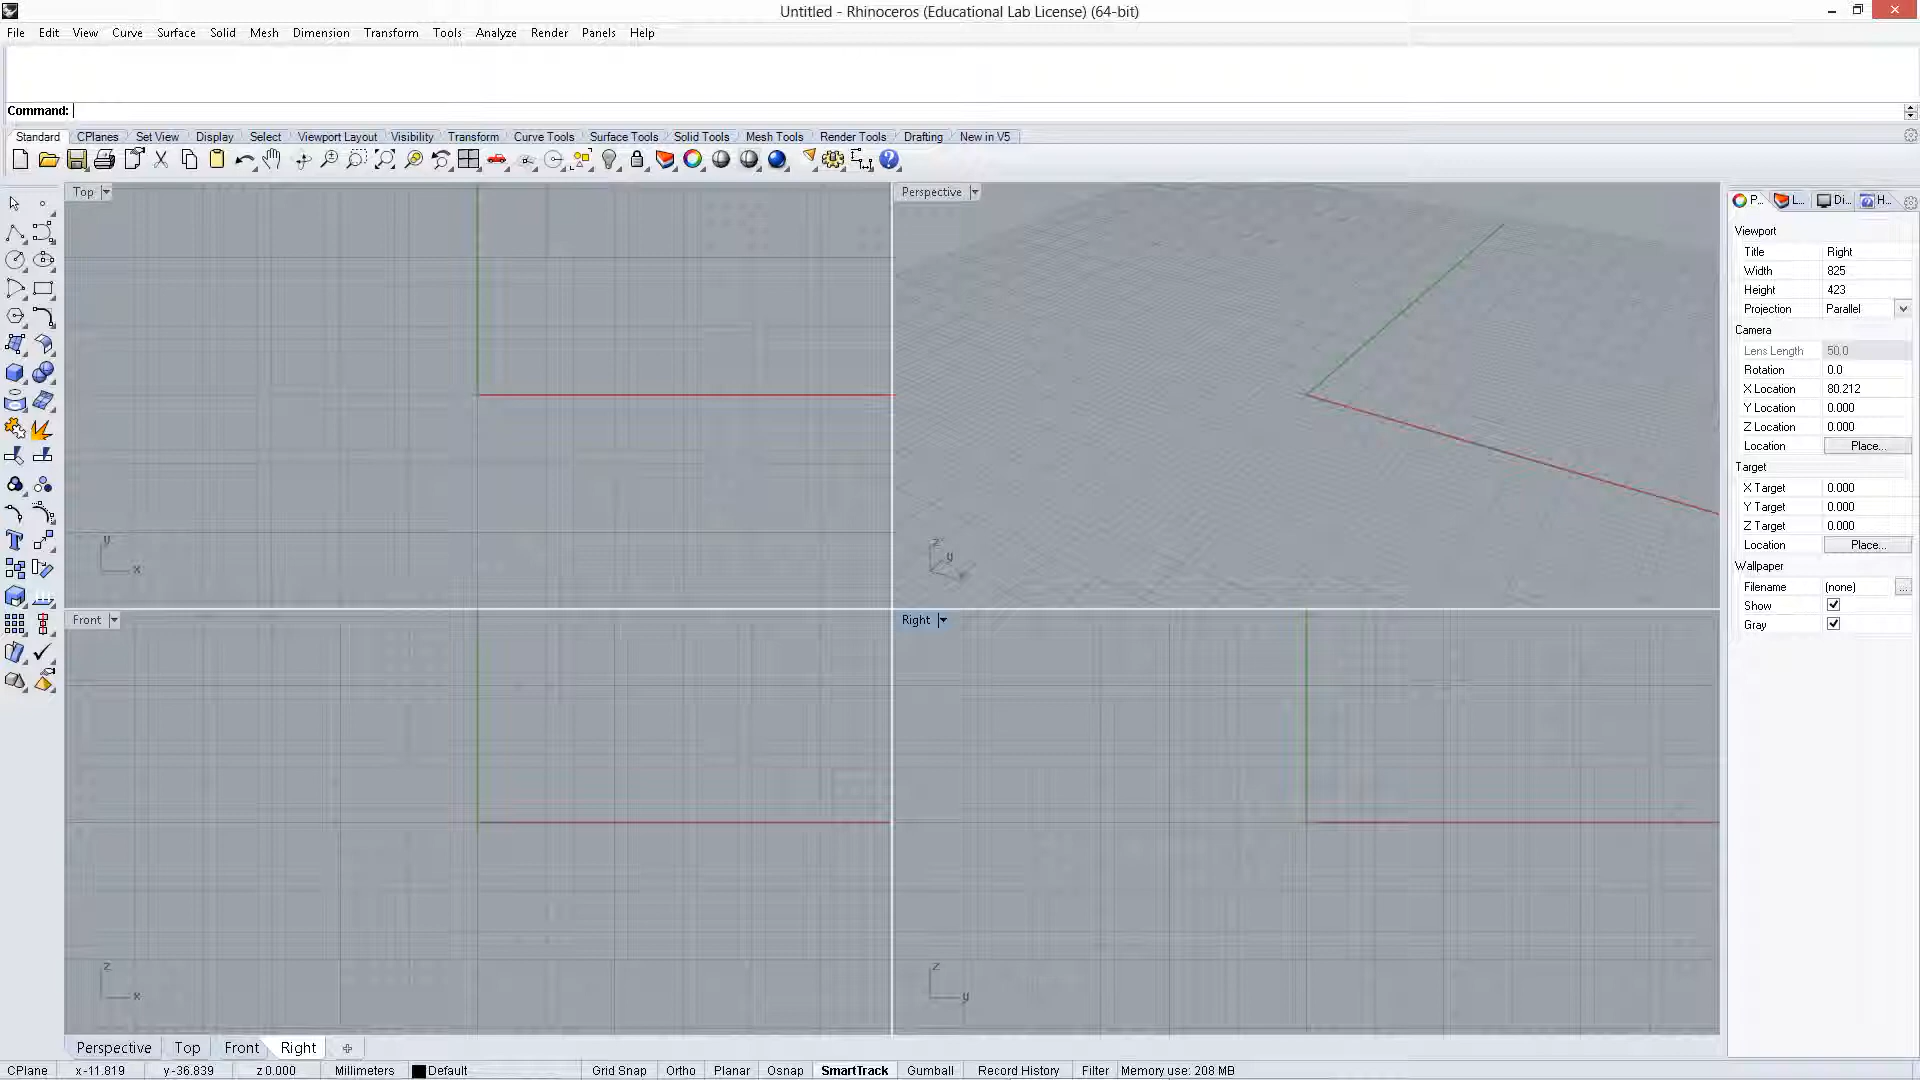 Untitled - Rhinoceros (Educational Lab License) (64-bit)
File Edit View Curve Surface Solid Mesh Dimension Transform Tools Analyze Render Panels Help
Command:
Standard CPlanes Set View Display Select Viewport Layout Visibility Transform Curve Tools Surface Tools Solid Tools Mesh Tools Render Tools Drafting New in V5
Top
Perspective
P... L... Di... H...
Viewport
Title Right
Width 825
Height 423
Projection Parallel
Camera
Lens Length 50.0
Rotation 0.0
X Location 80.212
Y Location 0.000
Z Location 0.000
Location Place...
Target
X Target 0.000
Y Target 0.000
Z Target 0.000
Location Place...
Wallpaper
Filename (none) ...
Show
Gray
y
x
z
y
Front
Right
z
x
z
y
Perspective Top Front Right
CPlane x-11.819 y-36.839 z 0.000 Millimeters Default Grid Snap Ortho Planar Osnap SmartTrack Gumball Record History Filter Memory use: 208 MB